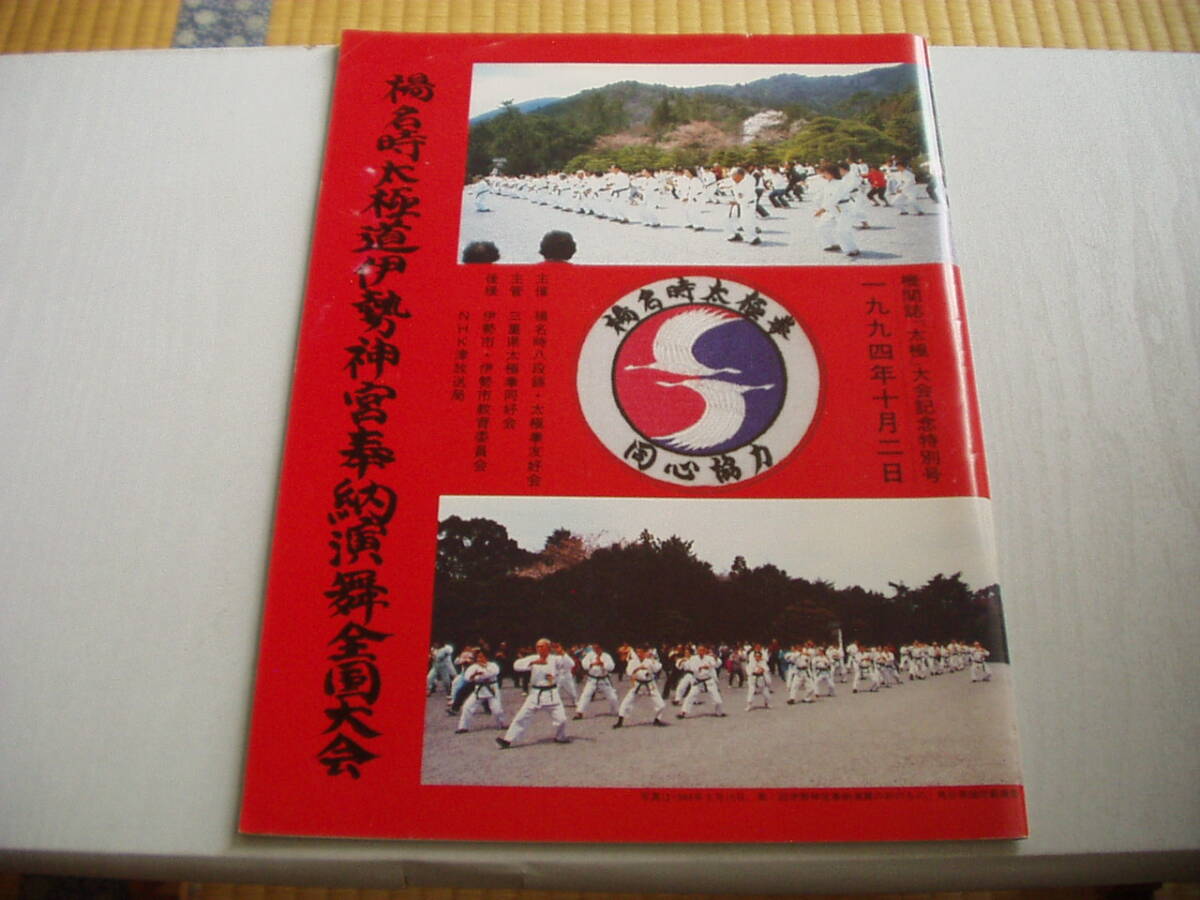 楊名時太極道伊勢神宮奉納演舞全国大会
機関誌「太極」大会記念特別号
一九九四年十月二日
楊名時太極拳
同心協力
主催 楊名時八段錦・太極拳友好会
主管 三重県太極拳同好会
後援 伊勢市・伊勢市教育委員会
NHK津放送局
写真は